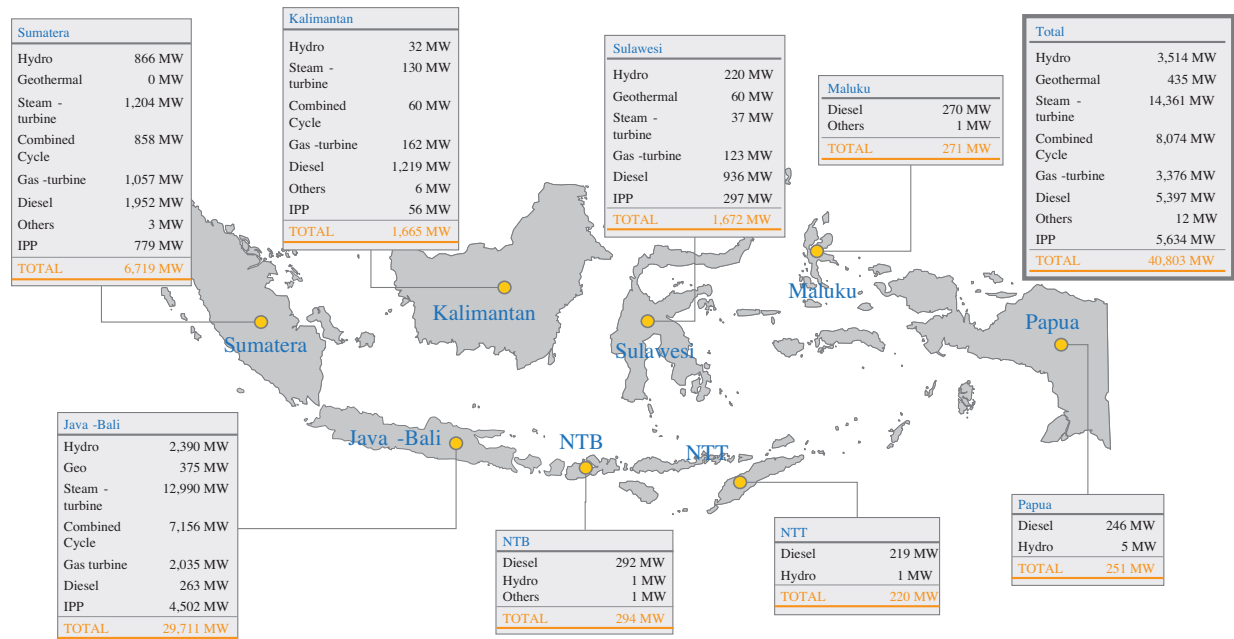 Sumatera
Hydro 866 MW
Geothermal 0 MW
Steam - 1,204 MW
turbine
Combined 858 MW
Cycle
Gas -turbine 1,057 MW
Diesel 1,952 MW
Others 3 MW
IPP 779 MW
TOTAL 6,719 MW
Kalimantan
Hydro 32 MW
Steam - 130 MW
turbine
Combined 60 MW
Cycle
Gas -turbine 162 MW
Diesel 1,219 MW
Others 6 MW
IPP 56 MW
TOTAL 1,665 MW
Sulawesi
Hydro 220 MW
Geothermal 60 MW
Steam - 37 MW
turbine
Gas -turbine 123 MW
Diesel 936 MW
IPP 297 MW
TOTAL 1,672 MW
Maluku
Diesel 270 MW
Others 1 MW
TOTAL 271 MW
Total
Hydro 3,514 MW
Geothermal 435 MW
Steam - 14,361 MW
turbine
Combined 8,074 MW
Cycle
Gas -turbine 3,376 MW
Diesel 5,397 MW
Others 12 MW
IPP 5,634 MW
TOTAL 40,803 MW
Sumatera
Kalimantan
Sulawesi
Maluku
Papua
Java -Bali
NTB
NTT
Java -Bali
Hydro 2,390 MW
Geo 375 MW
Steam - 12,990 MW
turbine
Combined 7,156 MW
Cycle
Gas turbine 2,035 MW
Diesel 263 MW
IPP 4,502 MW
TOTAL 29,711 MW
NTB
Diesel 292 MW
Hydro 1 MW
Others 1 MW
TOTAL 294 MW
NTT
Diesel 219 MW
Hydro 1 MW
TOTAL 220 MW
Papua
Diesel 246 MW
Hydro 5 MW
TOTAL 251 MW